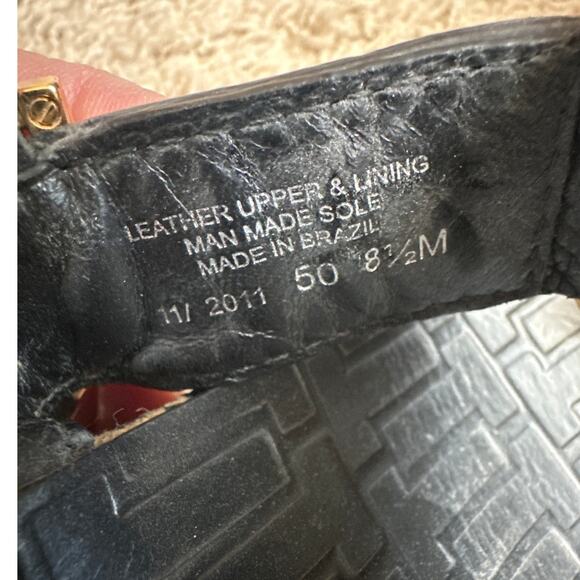 LEATHER UPPER & LINING
MAN MADE SOLE
MADE IN BRAZIL
11/ 2011 50 8½M